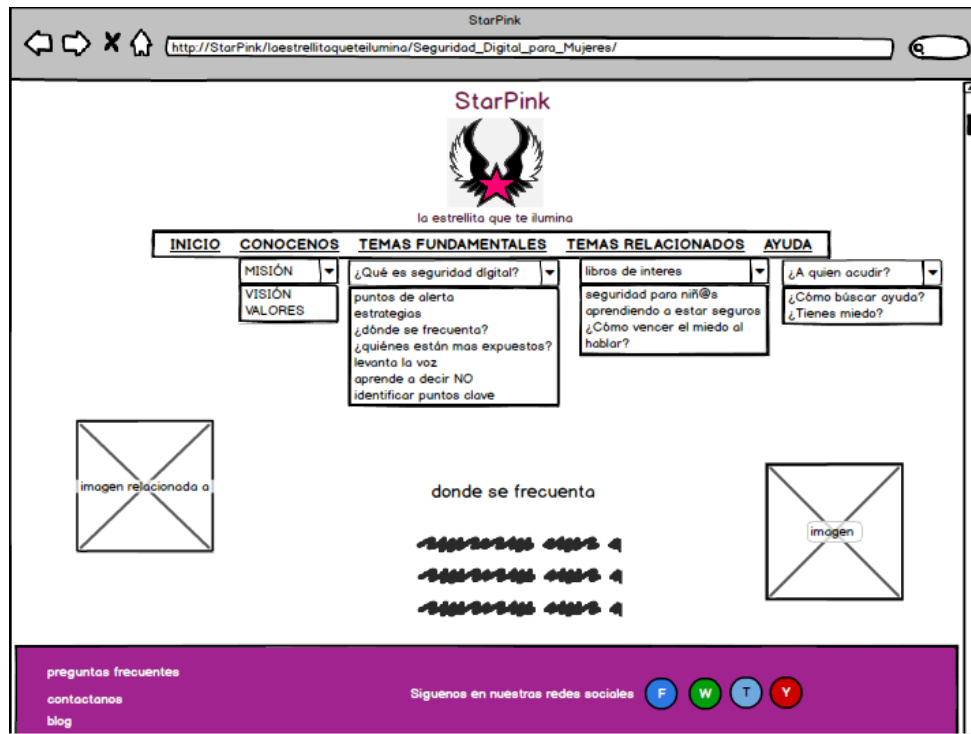 StarPink
http://StarPink/laestrellitaqueteilumina/Seguridad_Digital_para_Mujeres/
StarPink
la estrellita que te ilumina
INICIO CONOCENOS TEMAS FUNDAMENTALES TEMAS RELACIONADOS AYUDA
MISIÓN
VISIÓN
VALORES
¿Qué es seguridad digital?
puntos de alerta
estrategias
¿dónde se frecuenta?
¿quiénes están mas expuestos?
levanta la voz
aprende a decir NO
identificar puntos clave
libros de interes
seguridad para niñ@s
aprendiendo a estar seguros
¿Cómo vencer el miedo al
hablar?
¿A quien acudir?
¿Cómo búscar ayuda?
¿Tienes miedo?
imagen relacionada a
donde se frecuenta
imagen
preguntas frecuentes
contactanos
blog
Siguenos en nuestras redes sociales F W T Y